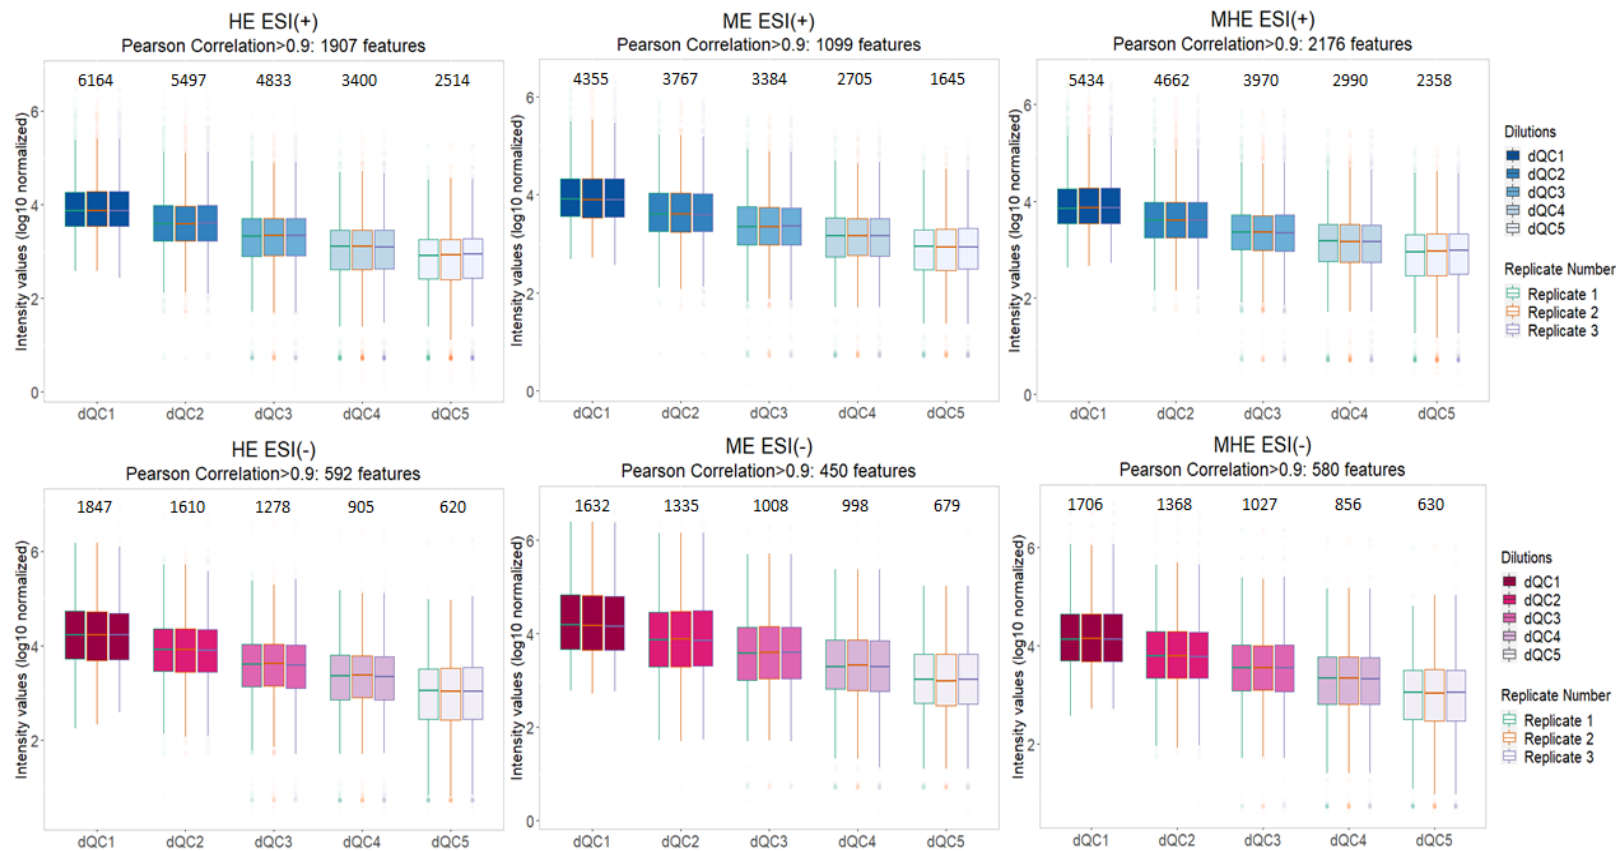 HE ESI(+)
Pearson Correlation>0.9: 1907 features
6164 5497 4833 3400 2514
Intensity values (log10 normalized)
6
4
2
0
dQC1 dQC2 dQC3 dQC4 dQC5
ME ESI(+)
Pearson Correlation>0.9: 1099 features
4355 3767 3384 2705 1645
Intensity values (log10 normalized)
6
4
2
0
dQC1 dQC2 dQC3 dQC4 dQC5
MHE ESI(+)
Pearson Correlation>0.9: 2176 features
5434 4662 3970 2990 2358
Intensity values (log10 normalized)
6
4
2
0
dQC1 dQC2 dQC3 dQC4 dQC5
Dilutions
dQC1
dQC2
dQC3
dQC4
dQC5
Replicate Number
Replicate 1
Replicate 2
Replicate 3
HE ESI(-)
Pearson Correlation>0.9: 592 features
1847 1610 1278 905 620
Intensity values (log10 normalized)
6
4
2
dQC1 dQC2 dQC3 dQC4 dQC5
ME ESI(-)
Pearson Correlation>0.9: 450 features
1632 1335 1008 998 679
Intensity values (log10 normalized)
6
4
2
0
dQC1 dQC2 dQC3 dQC4 dQC5
MHE ESI(-)
Pearson Correlation>0.9: 580 features
1706 1368 1027 856 630
Intensity values (log10 normalized)
6
4
2
dQC1 dQC2 dQC3 dQC4 dQC5
Dilutions
dQC1
dQC2
dQC3
dQC4
dQC5
Replicate Number
Replicate 1
Replicate 2
Replicate 3